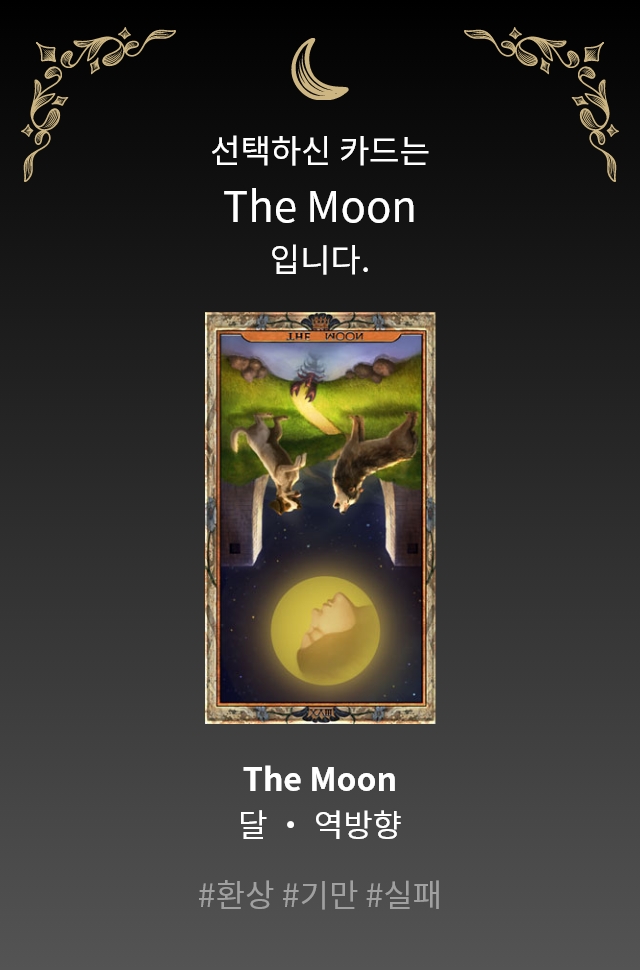 선택하신 카드는
The Moon
입니다.
THE MOON
XVIII
The Moon
달 • 역방향
#환상 #기만 #실패